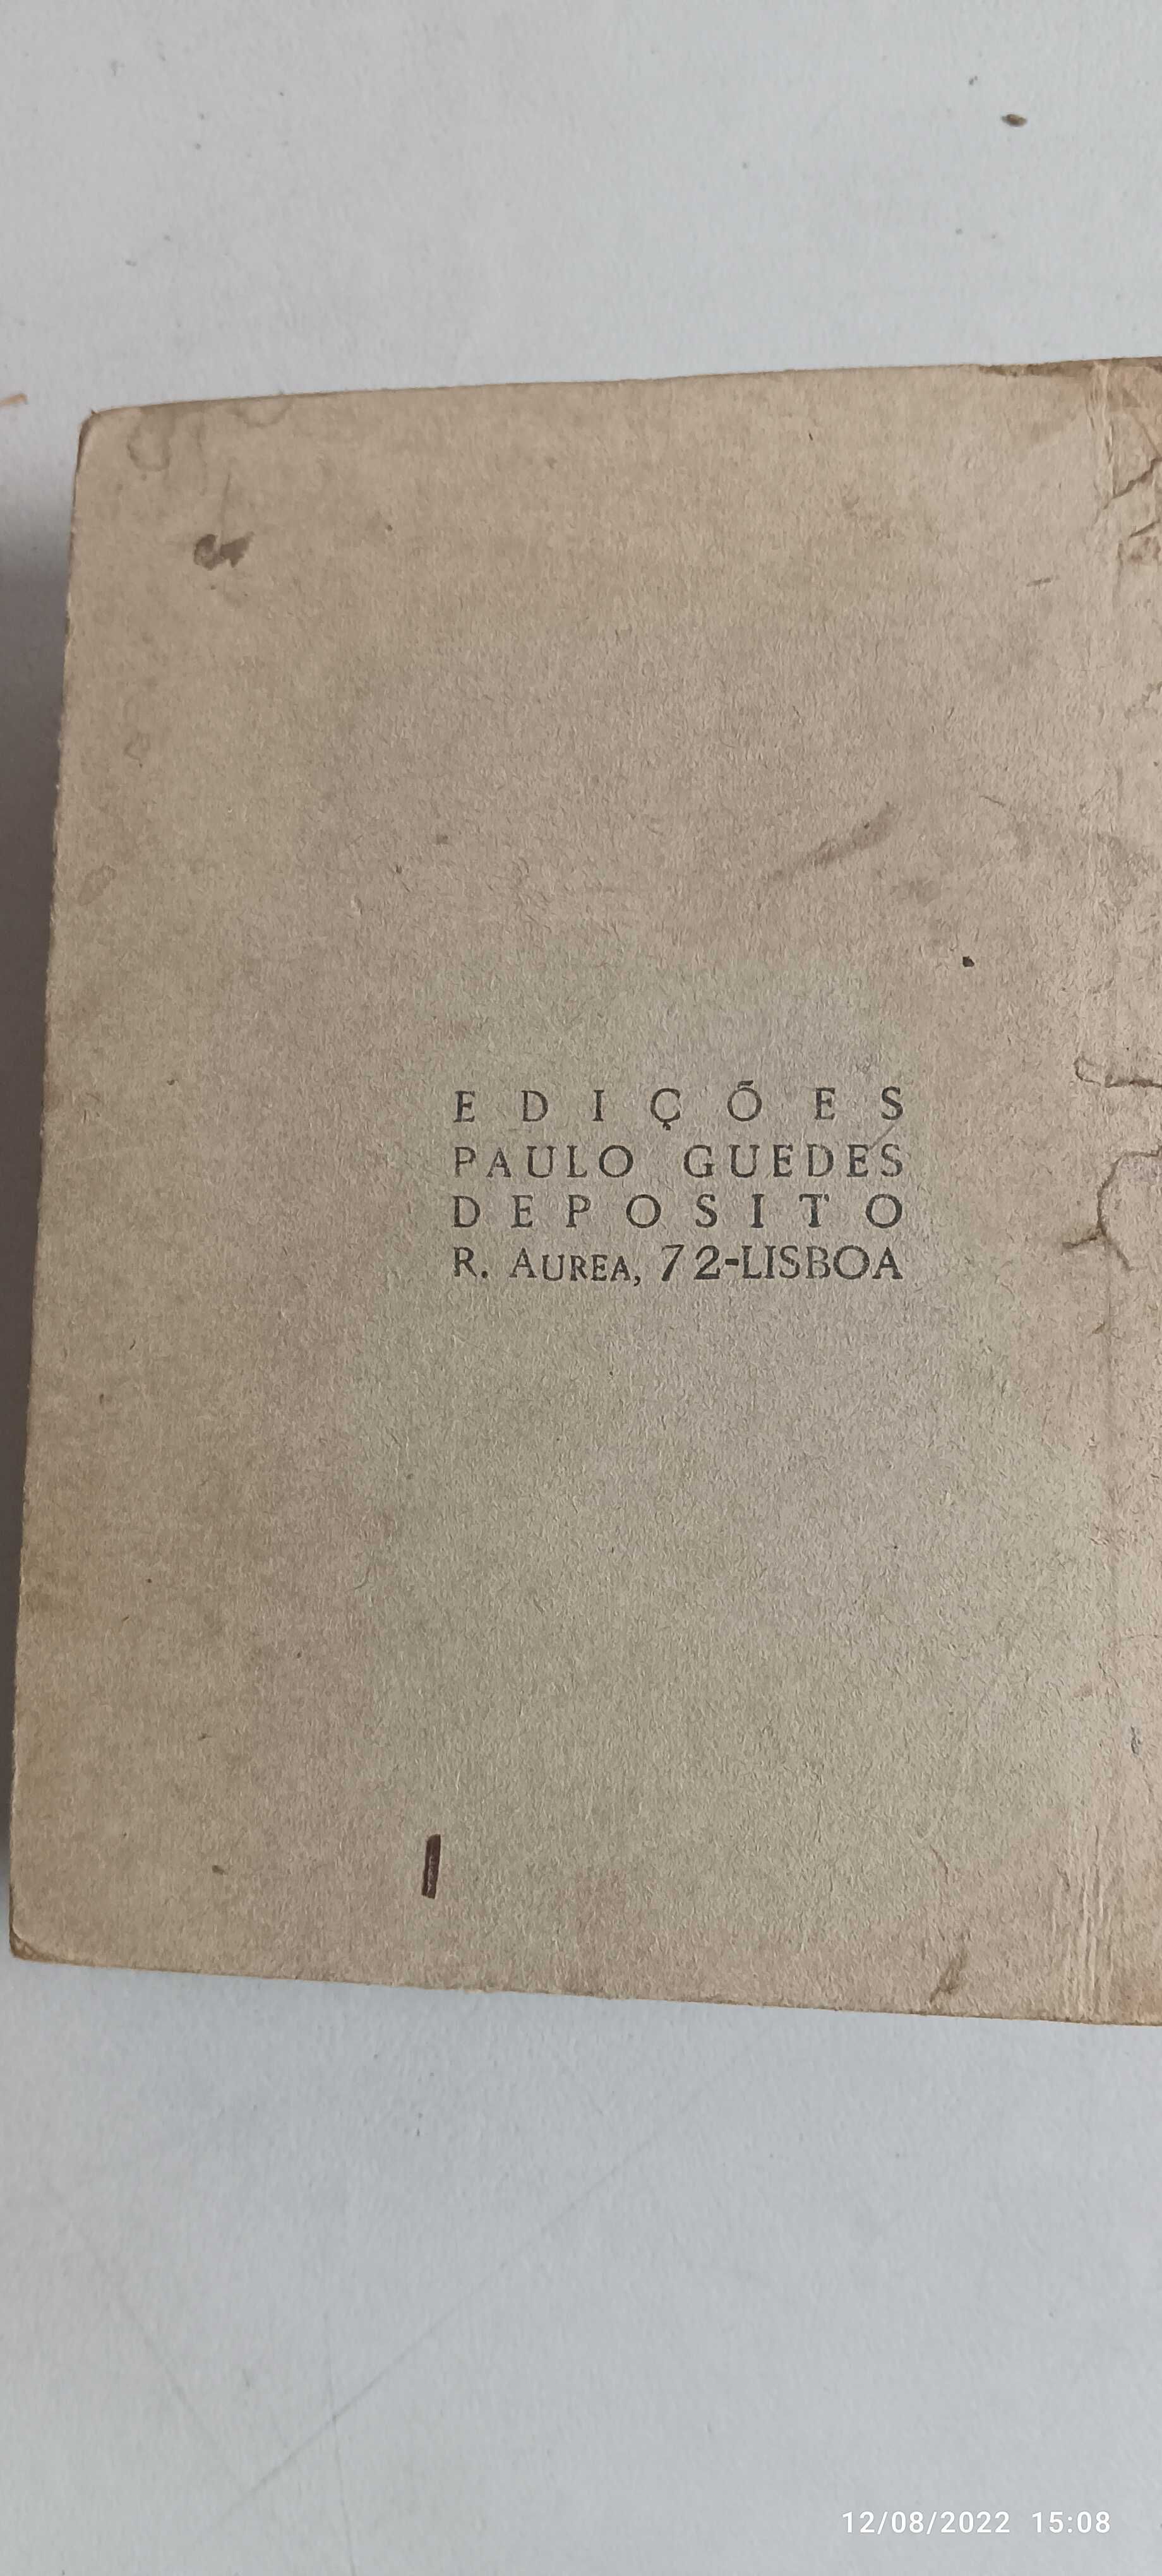 EDIÇÕES
PAULO GUEDES
DEPOSITO
R. AUREA, 72-LISBOA
12/08/2022 15:08